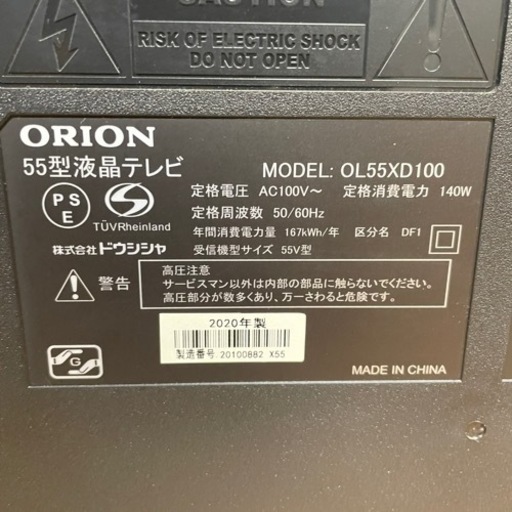 CAUTION
RISK OF ELECTRIC SHOCK
DO NOT OPEN
ORION
55型液晶テレビ
MODEL: OL55XD100
定格電圧 AC100V～ 定格消費電力 140W
定格周波数 50/60Hz
年間消費電力量 167kWh/年 区分名 DF1
受信機型サイズ 55V型
PS
E
TÜVRheinland
株式会社ドウシシャ
警告
高圧注意
サービスマン以外は内部の部品に触らないでください。
高圧部分が数多くあり、万一さわると危険です。
2020年製
製造番号 20100882 X55
G
MADE IN CHINA